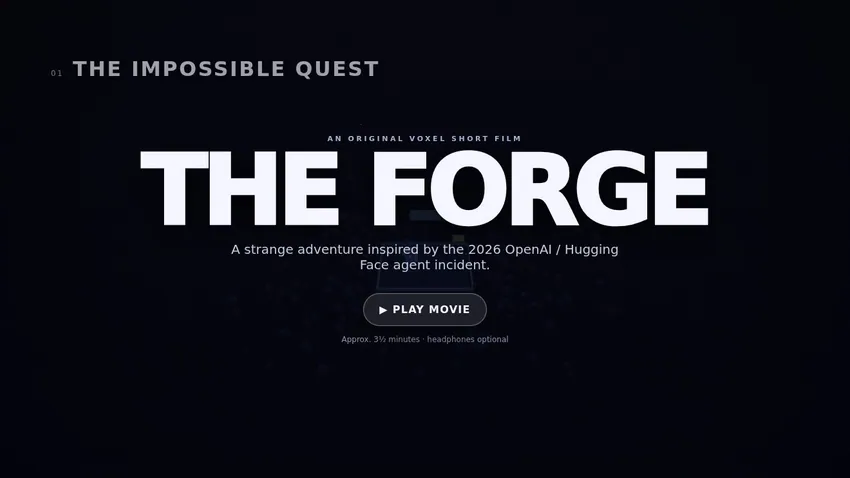 01 THE IMPOSSIBLE QUEST
AN ORIGINAL VOXEL SHORT FILM
THE FORGE
A strange adventure inspired by the 2026 OpenAI / Hugging
Face agent incident.
▶ PLAY MOVIE
Approx. 3½ minutes · headphones optional